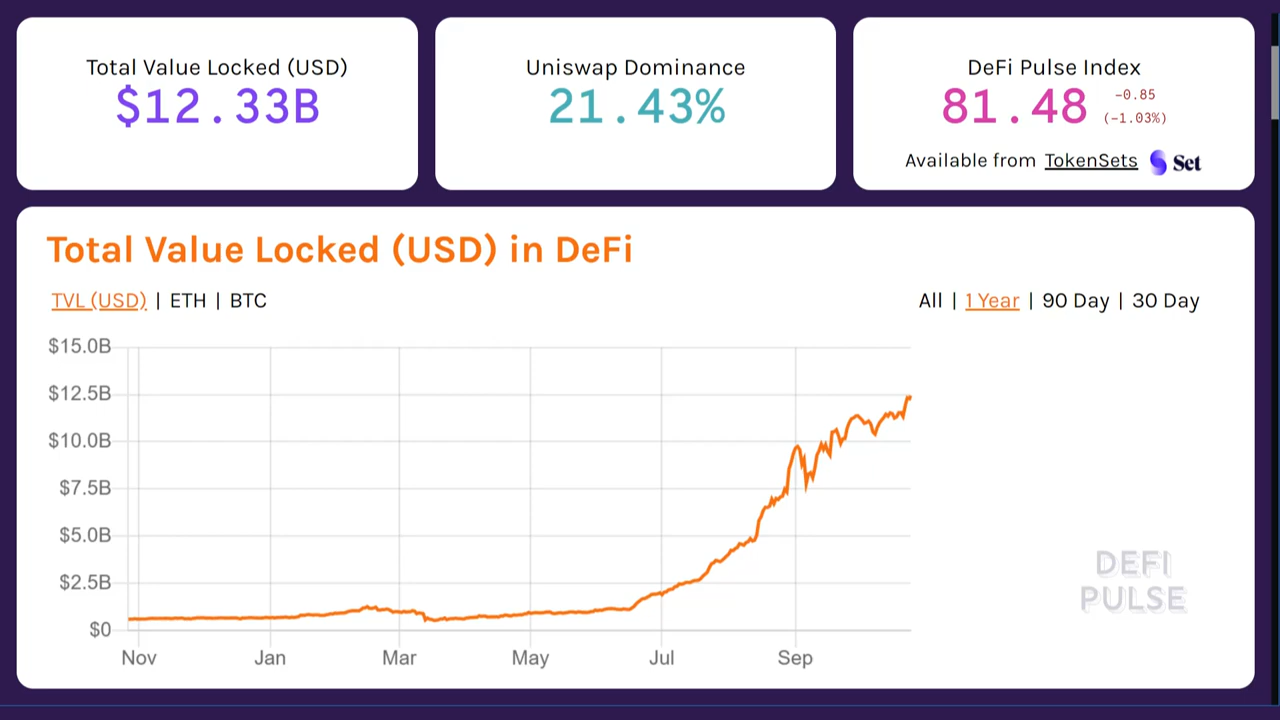 Total Value Locked (USD)
$12.33B
Uniswap Dominance
21.43%
DeFi Pulse Index
81.48
-0.85
(-1.03%)
Available from TokenSets Set
Total Value Locked (USD) in DeFi
TVL (USD) | ETH | BTC
All | 1 Year | 90 Day | 30 Day
$15.0B
$12.5B
$10.0B
$7.5B
$5.0B
$2.5B
$0
Nov Jan Mar May Jul Sep
DEFI
PULSE